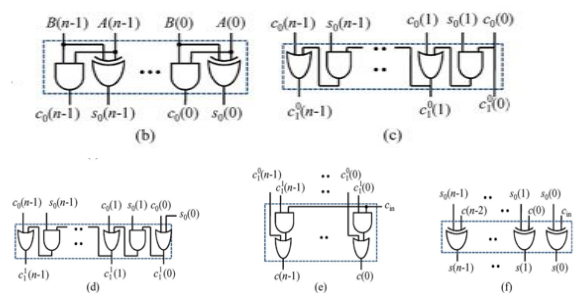 B(n-1) A(n-1) B(0) A(0)
c₀(n-1) s₀(n-1) c₀(0) s₀(0)
(b)
c₀(n-1) s₀(n-1) c₀(1) s₀(1) c₀(0)
c₁⁰(n-1) c₁⁰(1) c₁⁰(0)
(c)
c₀(n-1) s₀(n-1) c₀(1) s₀(1) c₀(0)
s₀(0)
c₁¹(n-1) c₁¹(1) c₁¹(0)
(d)
c₁⁰(n-1) c₁⁰(0)
c₁¹(n-1) c₁¹(0)
cᵢₙ
c(n-1) c(0)
(e)
s₀(n-1) s₀(1) s₀(0)
c(n-2) c(0) cᵢₙ
s(n-1) s(1) s(0)
(f)